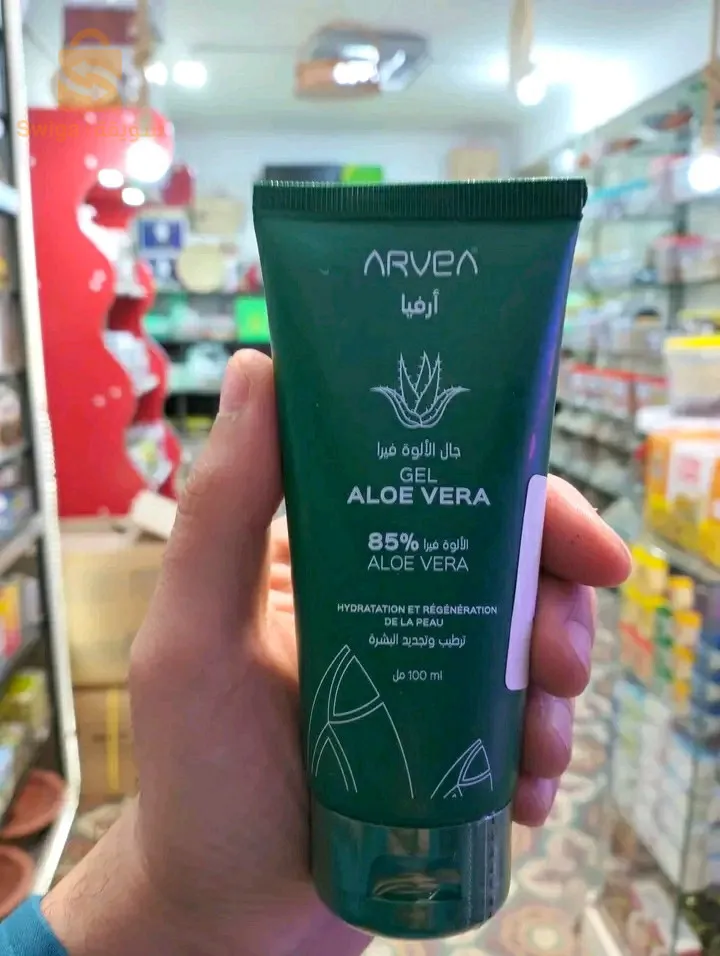 ARVEA
أرفيا
جال الألوة فيرا
GEL
ALOE VERA
85% الألوة فيرا
ALOE VERA
HYDRATATION ET RÉGÉNÉRATION
DE LA PEAU
ترطيب وتجديد البشرة
100 ml مل